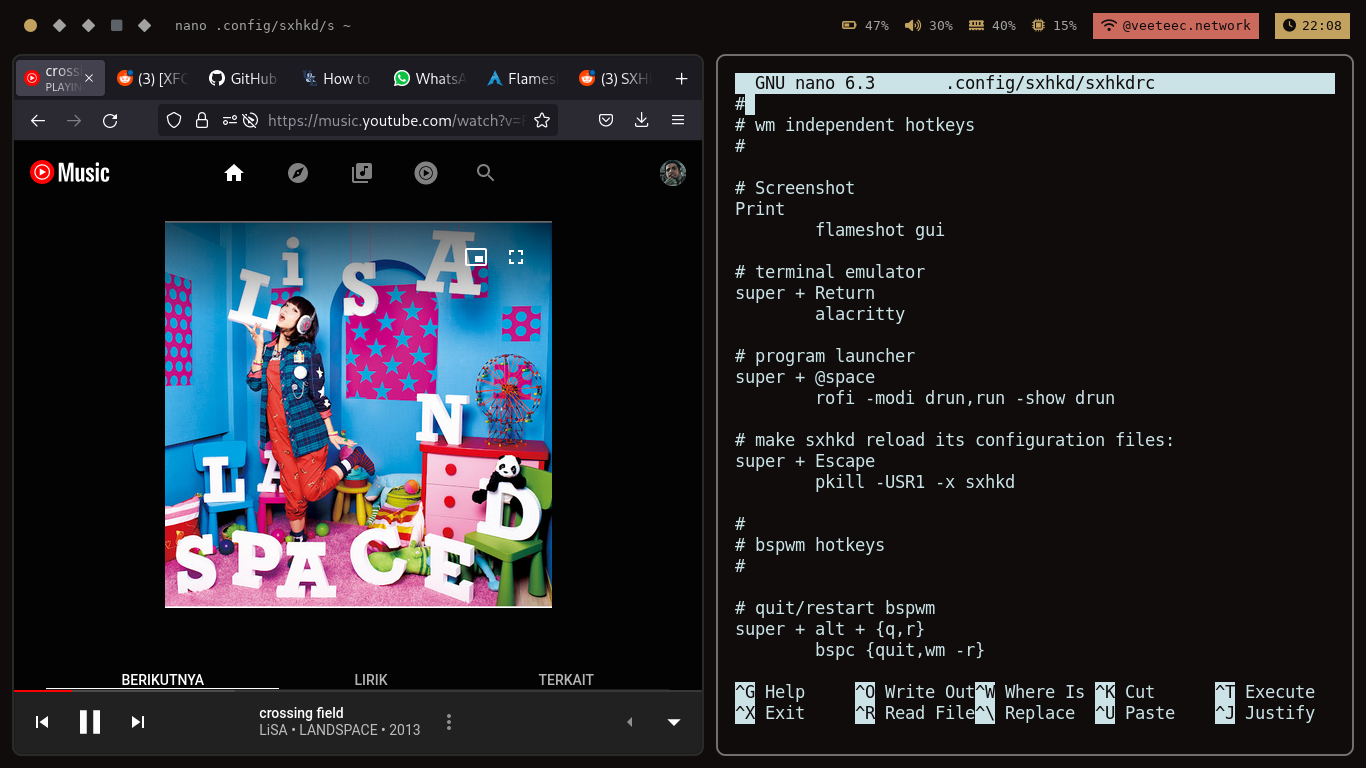 nano .config/sxhkd/s ~
47%
30%
40%
15%
@veeteec.network
22:08
cross
PLAYIN
(3) [XFC
GitHub
How to
WhatsA
Flames
(3) SXH
https://music.youtube.com/watch?v=
Music
LiSA
LANDSPACE
BERIKUTNYA
LIRIK
TERKAIT
crossing field
LiSA • LANDSPACE • 2013
GNU nano 6.3 .config/sxhkd/sxhkdrc
#
# wm independent hotkeys
#
# Screenshot
Print
flameshot gui
# terminal emulator
super + Return
alacritty
# program launcher
super + @space
rofi -modi drun,run -show drun
# make sxhkd reload its configuration files:
super + Escape
pkill -USR1 -x sxhkd
#
# bspwm hotkeys
#
# quit/restart bspwm
super + alt + {q,r}
bspc {quit,wm -r}
^G Help ^O Write Out ^W Where Is ^K Cut ^T Execute
^X Exit ^R Read File ^\ Replace ^U Paste ^J Justify